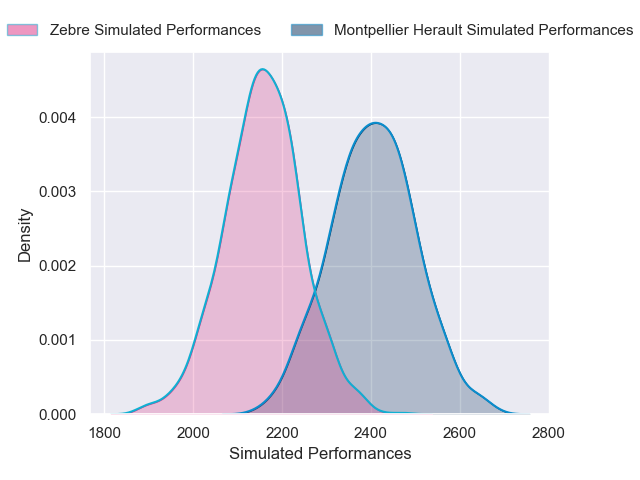 Zebre Simulated Performances
Montpellier Herault Simulated Performances
0.004
0.003
0.002
0.001
0.000
Density
1800 2000 2200 2400 2600 2800
Simulated Performances